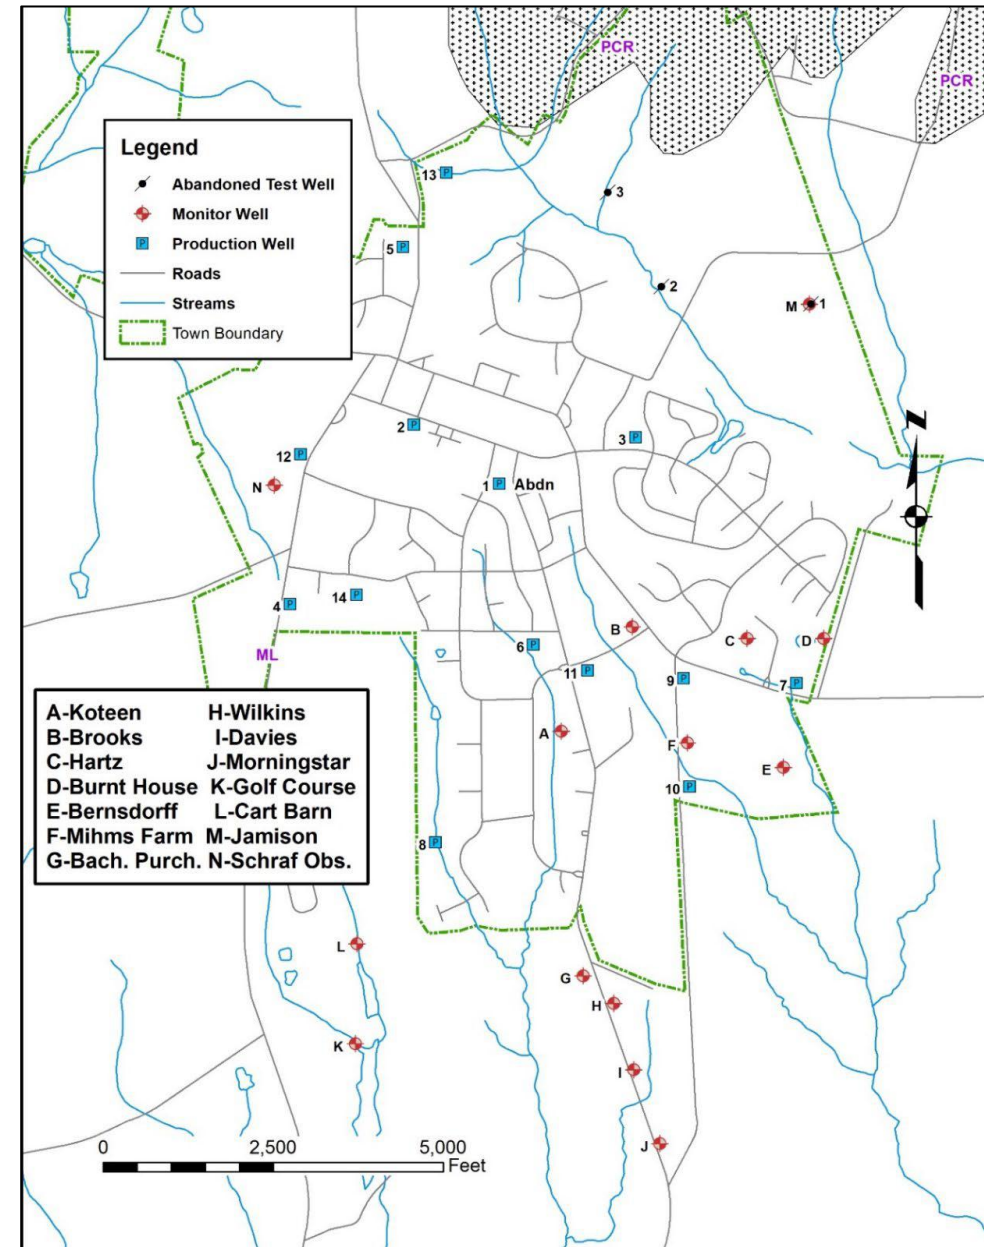 PCR
PCR
Legend
Abandoned Test Well
Monitor Well
P Production Well
Roads
Streams
Town Boundary
13 P
3
5 P
2
M 1
N
2 P
3 P
12 P
N
1 P Abdn
4 P
14 P
B
C
D
6 P
ML
11 P
9 P
7 P
A-Koteen H-Wilkins
B-Brooks I-Davies
C-Hartz J-Morningstar
D-Burnt House K-Golf Course
E-Bernsdorff L-Cart Barn
F-Mihms Farm M-Jamison
G-Bach. Purch. N-Schraf Obs.
A
F
E
10 P
8 P
L
G
H
K
I
J
0 2,500 5,000
Feet